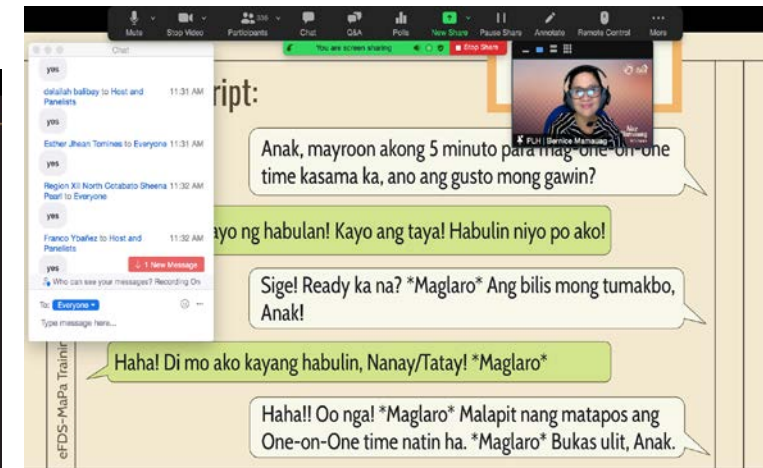 Mute
Stop Video
Participants
336
Chat
Q&A
Polls
New Share
Pause Share
Annotate
Remote Control
More
You are screen sharing
Stop Share
Chat
yes
delailah balibay to Host and 11:31 AM
Panelists
yes
Esther Jhean Tomines to Everyone 11:31 AM
yes
Region XII North Cotabato Sheena 11:32 AM
Pearl to Everyone
yes
Franco Ybañez to Host and 11:32 AM
Panelists
yes
1 New Message
Who can see your messages? Recording On
To: Everyone
Type message here...
ript:
FLH | Bernice Mamauag
Anak, mayroon akong 5 minuto para mag-one-on-one
time kasama ka, ano ang gusto mong gawin?
ayo ng habulan! Kayo ang taya! Habulin niyo po ako!
Sige! Ready ka na? *Maglaro* Ang bilis mong tumakbo,
Anak!
Haha! Di mo ako kayang habulin, Nanay/Tatay! *Maglaro*
Haha!! Oo nga! *Maglaro* Malapit nang matapos ang
One-on-One time natin ha. *Maglaro* Bukas ulit, Anak.
eFDS-MaPa Trainin